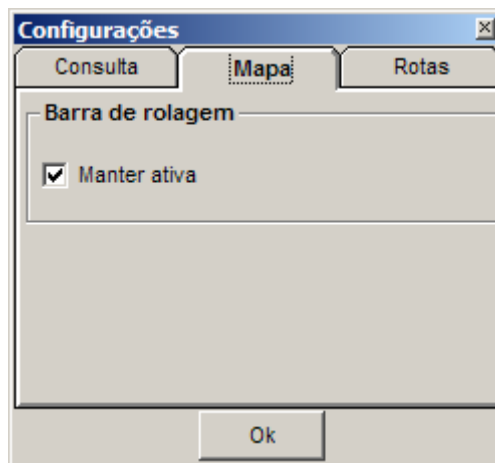 Configurações
Consulta Mapa Rotas
Barra de rolagem
Manter ativa
Ok